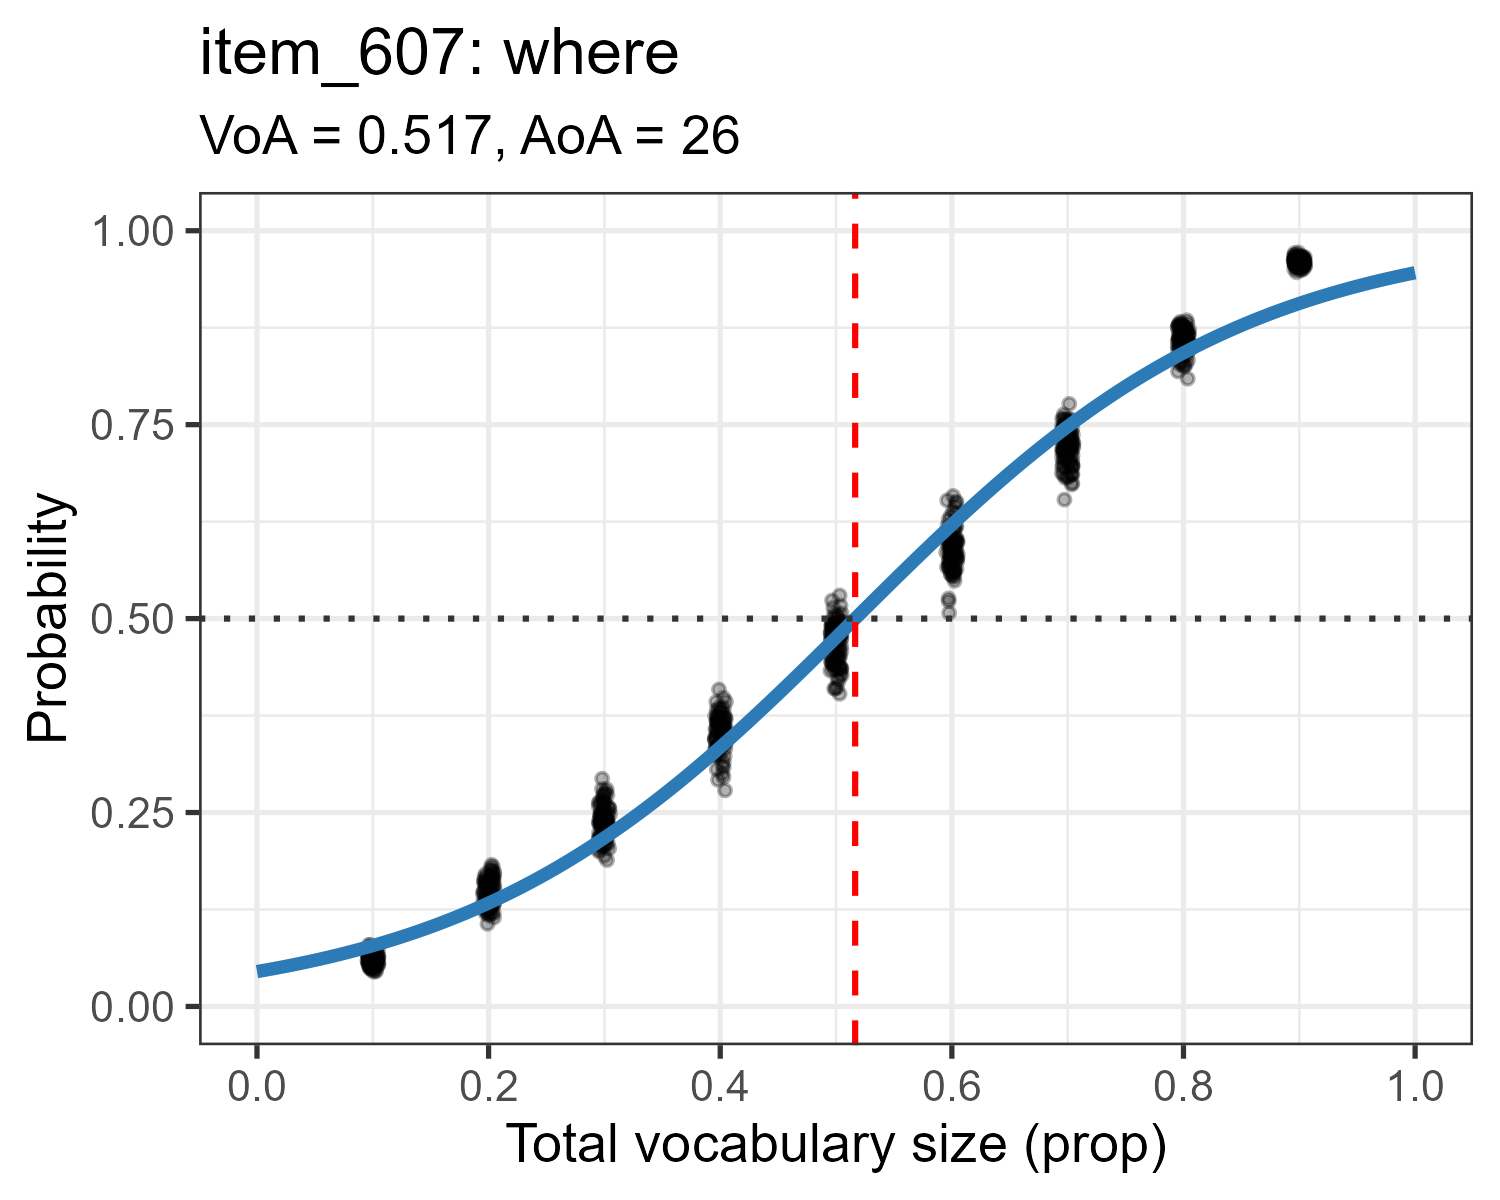 item_607: where
VoA = 0.517, AoA = 26
1.00
0.75
0.50
0.25
0.00
Probability
0.0 0.2 0.4 0.6 0.8 1.0
Total vocabulary size (prop)